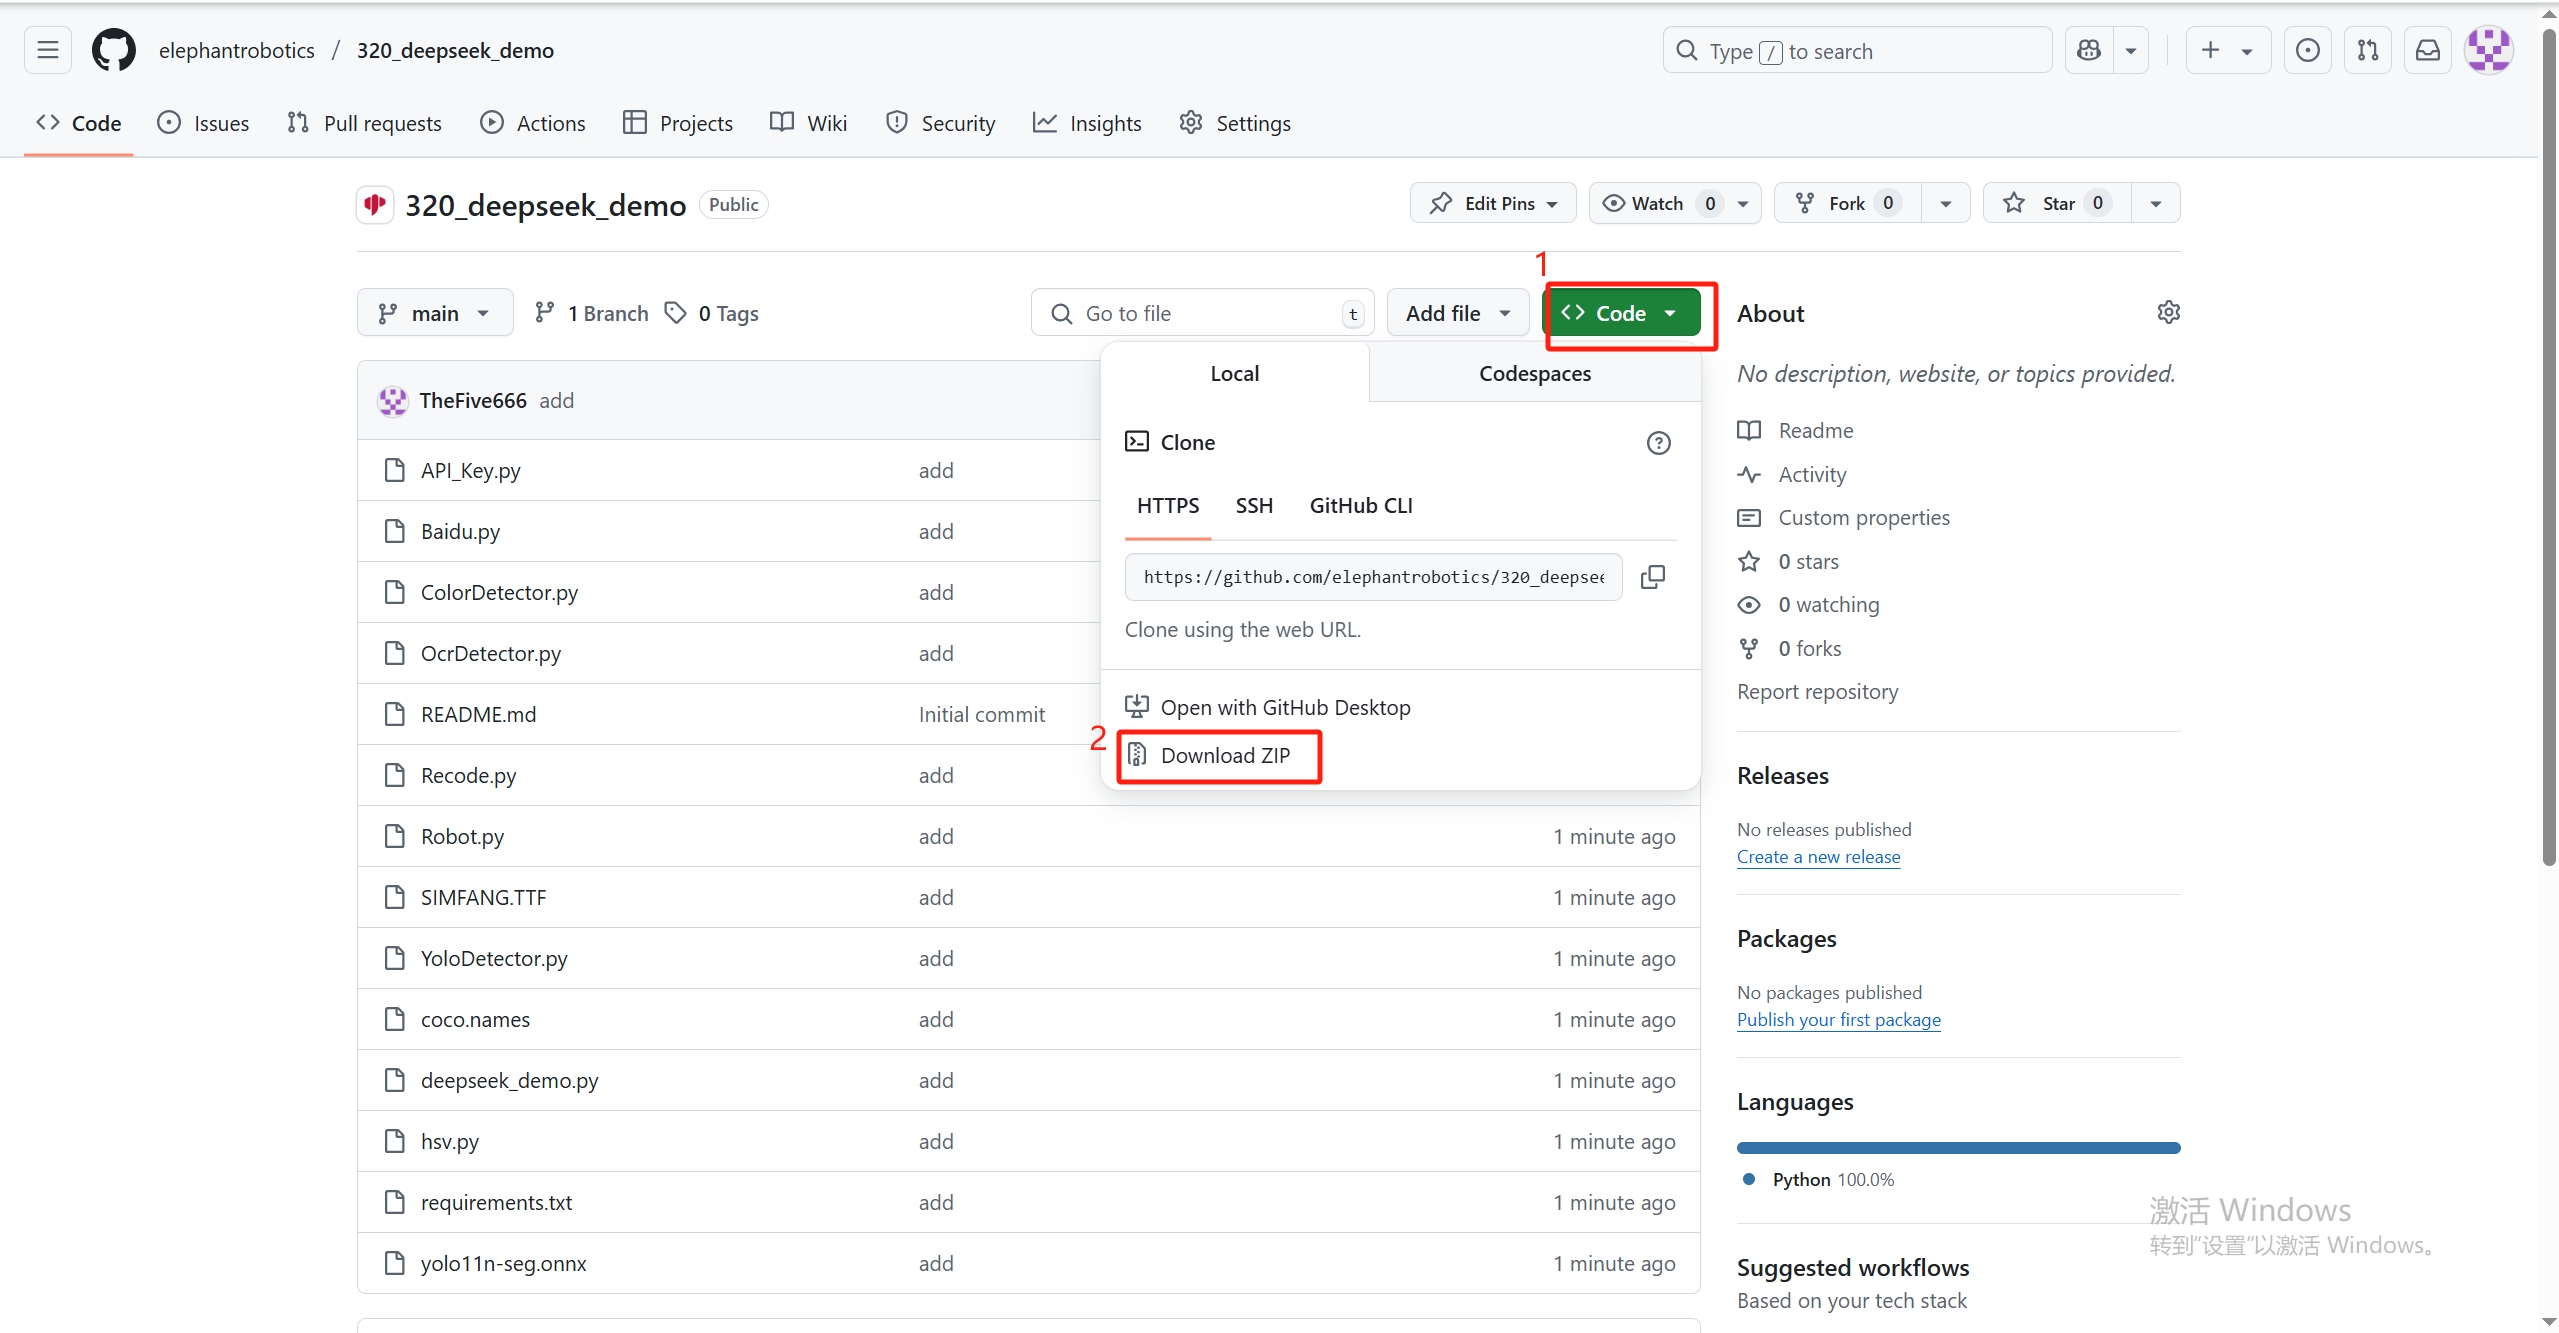 elephantrobotics / 320_deepseek_demo
Type / to search
Code Issues Pull requests Actions Projects Wiki Security Insights Settings
320_deepseek_demo Public
Edit Pins Watch 0 Fork 0 Star 0
1
main 1 Branch 0 Tags Go to file t Add file Code
Local Codespaces
Clone
HTTPS SSH GitHub CLI
https://github.com/elephantrobotics/320_deepsee
Clone using the web URL.
Open with GitHub Desktop
2
Download ZIP
TheFive666 add
API_Key.py add
Baidu.py add
ColorDetector.py add
OcrDetector.py add
README.md Initial commit
Recode.py add
Robot.py add 1 minute ago
SIMFANG.TTF add 1 minute ago
YoloDetector.py add 1 minute ago
coco.names add 1 minute ago
deepseek_demo.py add 1 minute ago
hsv.py add 1 minute ago
requirements.txt add 1 minute ago
yolo11n-seg.onnx add 1 minute ago
About
No description, website, or topics provided.
Readme
Activity
Custom properties
0 stars
0 watching
0 forks
Report repository
Releases
No releases published
Create a new release
Packages
No packages published
Publish your first package
Languages
Python 100.0%
Suggested workflows
Based on your tech stack
激活 Windows
转到“设置”以激活 Windows。